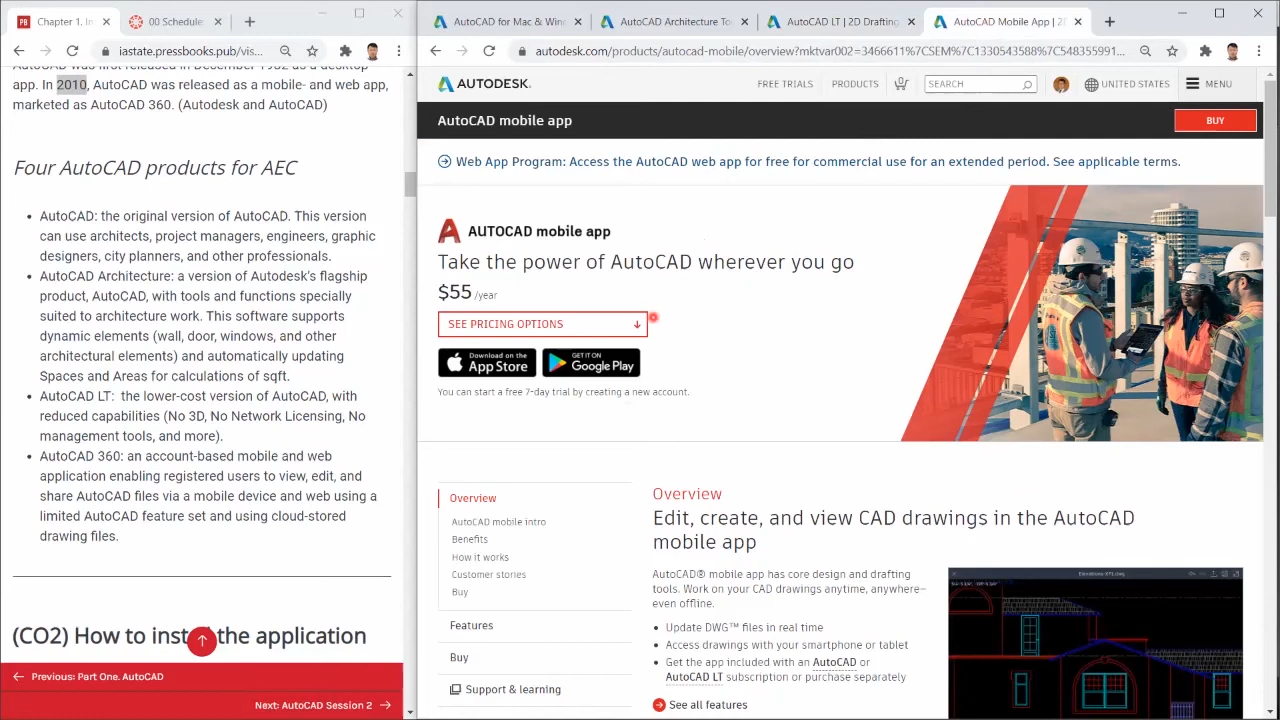 Chapter 1. In
00 Schedule:
iastate.pressbooks.pub/vis...
app. In 2010, AutoCAD was released as a mobile- and web app,
marketed as AutoCAD 360. (Autodesk and AutoCAD)
Four AutoCAD products for AEC
• AutoCAD: the original version of AutoCAD. This version
can use architects, project managers, engineers, graphic
designers, city planners, and other professionals.
• AutoCAD Architecture: a version of Autodesk's flagship
product, AutoCAD, with tools and functions specially
suited to architecture work. This software supports
dynamic elements (wall, door, windows, and other
architectural elements) and automatically updating
Spaces and Areas for calculations of sqft.
• AutoCAD LT: the lower-cost version of AutoCAD, with
reduced capabilities (No 3D, No Network Licensing, No
management tools, and more).
• AutoCAD 360: an account-based mobile and web
application enabling registered users to view, edit, and
share AutoCAD files via a mobile device and web using a
limited AutoCAD feature set and using cloud-stored
drawing files.
(CO2) How to inst the application
Previous: Part One. AutoCAD
Next: AutoCAD Session 2
AutoCAD for Mac & Win
AutoCAD Architecture
AutoCAD LT | 2D Drafting
AutoCAD Mobile App | 2
autodesk.com/products/autocad-mobile/overview?mktvar002=3466611%7CSEM%7C1330543588%7C548355991...
AUTODESK.
FREE TRIALS
PRODUCTS
SEARCH
UNITED STATES
MENU
AutoCAD mobile app
BUY
Web App Program: Access the AutoCAD web app for free for commercial use for an extended period. See applicable terms.
AUTOCAD mobile app
Take the power of AutoCAD wherever you go
$55 /year
SEE PRICING OPTIONS
Download on the
App Store
GET IT ON
Google Play
You can start a free 7-day trial by creating a new account.
Overview
AutoCAD mobile intro
Benefits
How it works
Customer stories
Buy
Features
Buy
Support & learning
Overview
Edit, create, and view CAD drawings in the AutoCAD
mobile app
AutoCAD® mobile app has core design and drafting
tools. Work on your CAD drawings anytime, anywhere—
even offline.
• Update DWG™ files in real time
• Access drawings with your smartphone or tablet
• Get the app included with an AutoCAD or
AutoCAD LT subscription or purchase separately
See all features